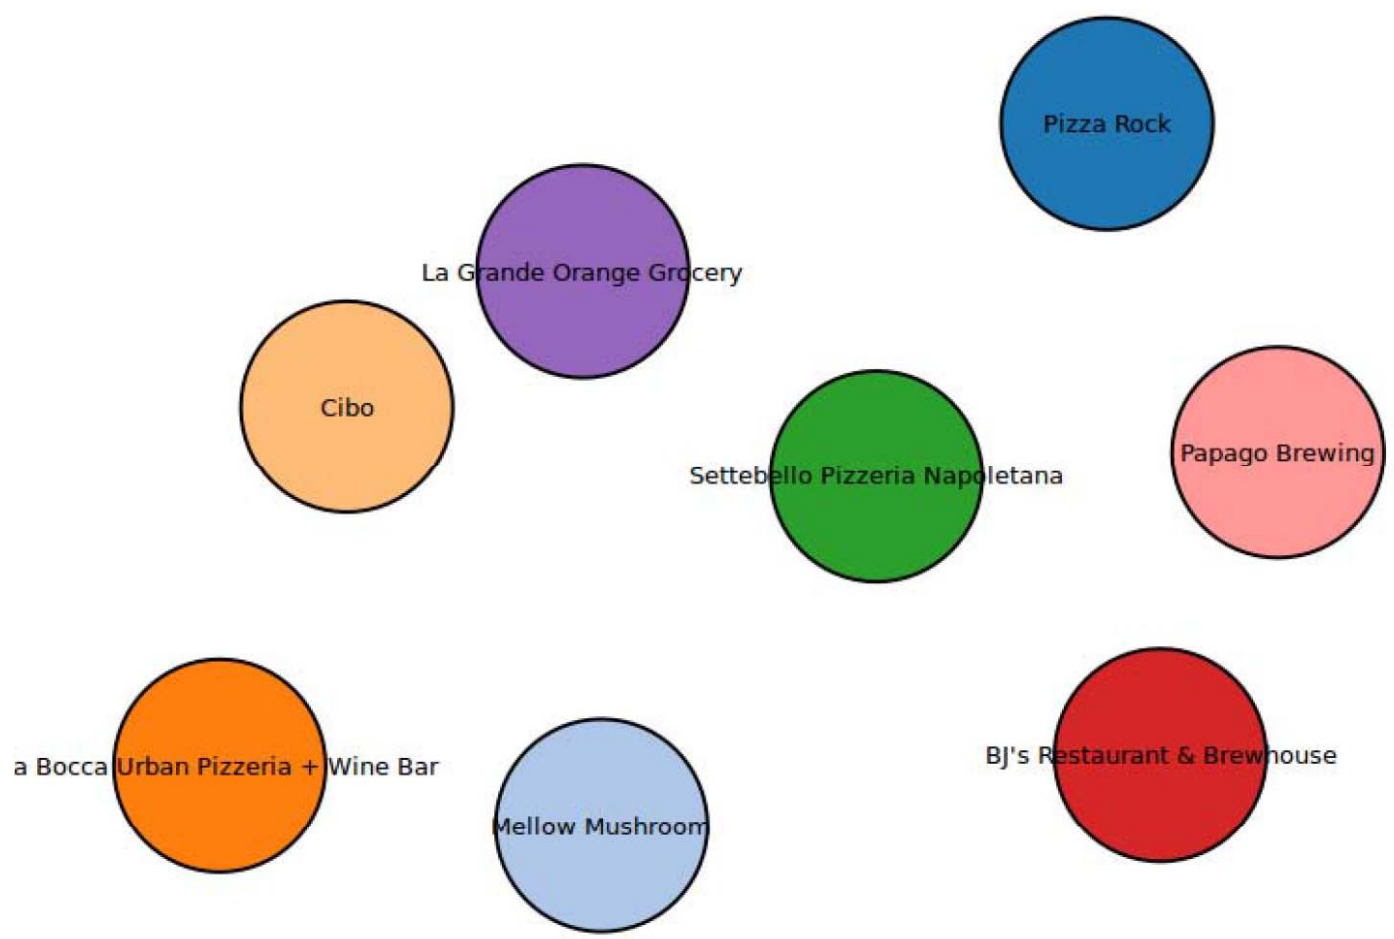 Pizza Rock
La Grande Orange Grocery
Cibo
Papago Brewing
Settebello Pizzeria Napoletana
BJ's Restaurant & Brewhouse
a Bocca Urban Pizzeria + Wine Bar
Mellow Mushroom